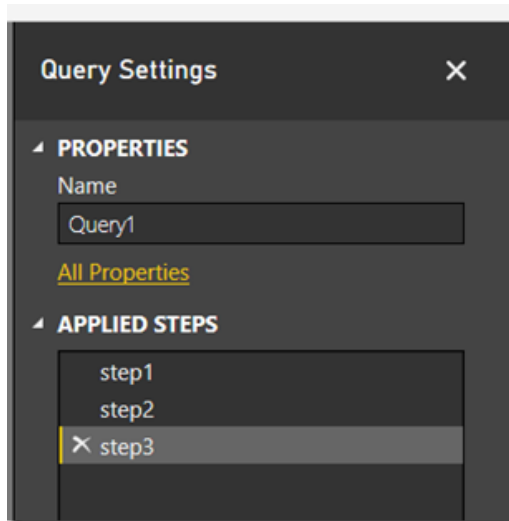 Query Settings
PROPERTIES
Name
Query1
All Properties
APPLIED STEPS
step1
step2
step3